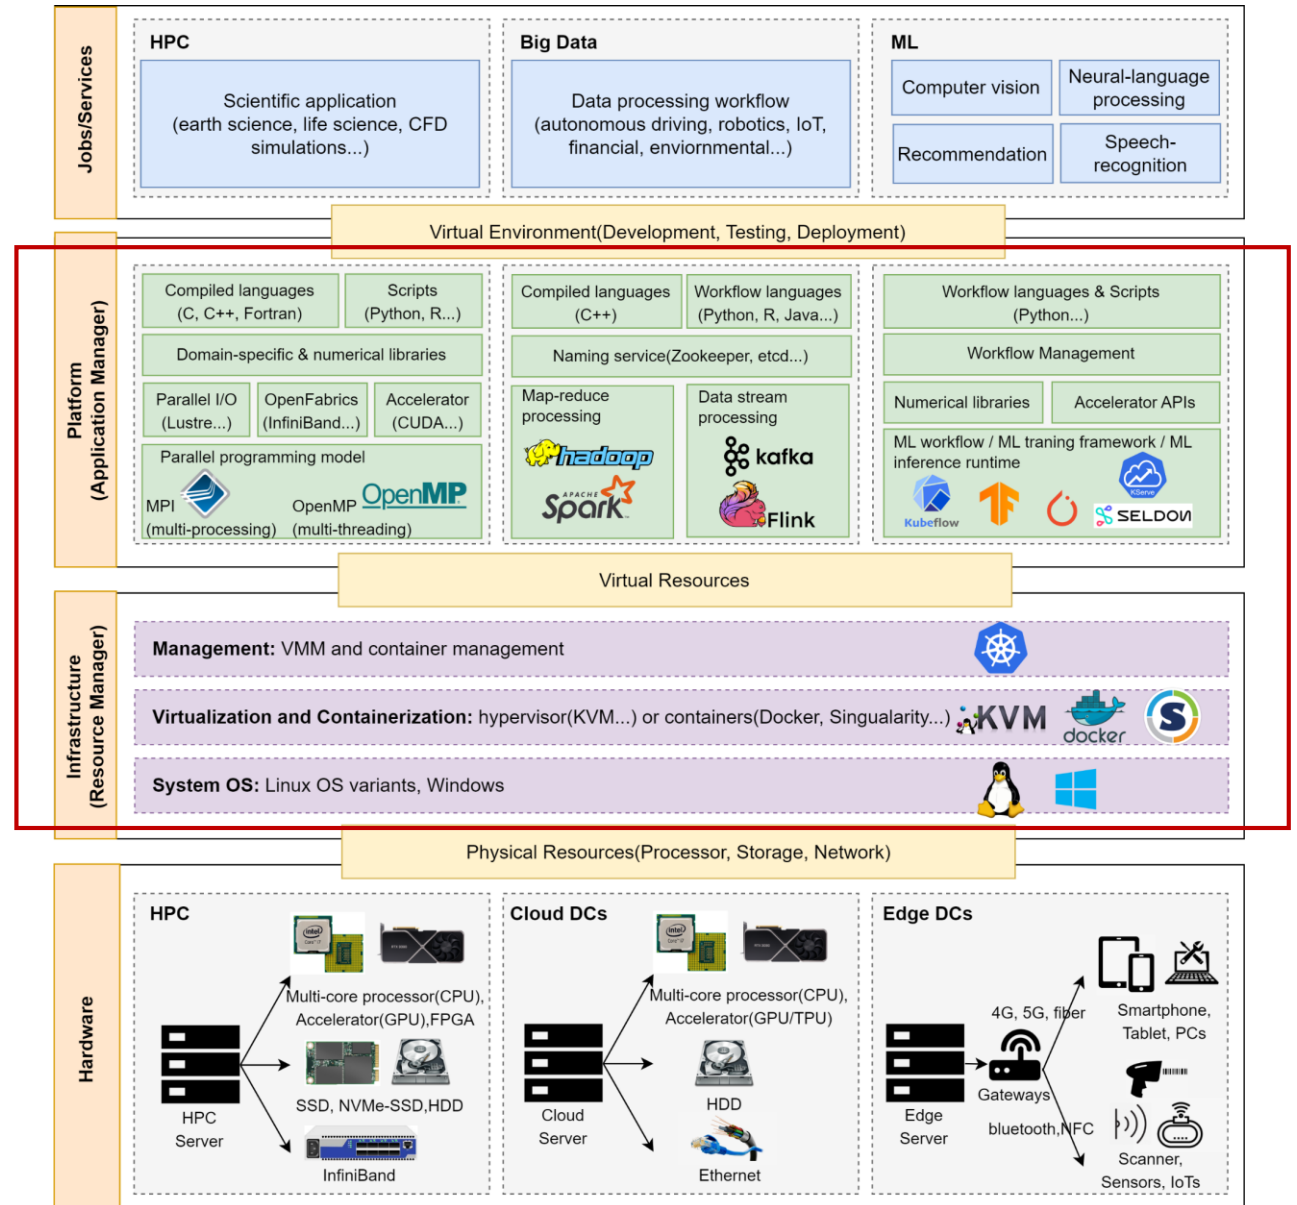 Jobs/Services
HPC
Scientific application
(earth science, life science, CFD
simulations...)
Big Data
Data processing workflow
(autonomous driving, robotics, IoT,
financial, enviornmental...)
ML
Computer vision
Neural-language
processing
Recommendation
Speech-
recognition
Virtual Environment(Development, Testing, Deployment)
Platform
(Application Manager)
Compiled languages
(C, C++, Fortran)
Scripts
(Python, R...)
Domain-specific & numerical libraries
Parallel I/O
(Lustre...)
OpenFabrics
(InfiniBand...)
Accelerator
(CUDA...)
Parallel programming model
MPI
(multi-processing)
OpenMP
OpenMP
(multi-threading)
Compiled languages
(C++)
Workflow languages
(Python, R, Java...)
Naming service(Zookeeper, etcd...)
Map-reduce
processing
hadoop
APACHE
Spark
Data stream
processing
kafka
Flink
Workflow languages & Scripts
(Python...)
Workflow Management
Numerical libraries
Accelerator APIs
ML workflow / ML traning framework / ML
inference runtime
Kubeflow
KServe
SELDON
Virtual Resources
Infrastructure
(Resource Manager)
Management: VMM and container management
Virtualization and Containerization: hypervisor(KVM...) or containers(Docker, Singualarity...)
KVM
docker
S
System OS: Linux OS variants, Windows
Physical Resources(Processor, Storage, Network)
Hardware
HPC
HPC
Server
intel
Multi-core processor(CPU),
Accelerator(GPU),FPGA
SSD, NVMe-SSD,HDD
InfiniBand
Cloud DCs
Cloud
Server
intel
Multi-core processor(CPU),
Accelerator(GPU/TPU)
HDD
Ethernet
Edge DCs
Edge
Server
4G, 5G, fiber
Gateways
bluetooth,NFC
Smartphone,
Tablet, PCs
Scanner,
Sensors, IoTs